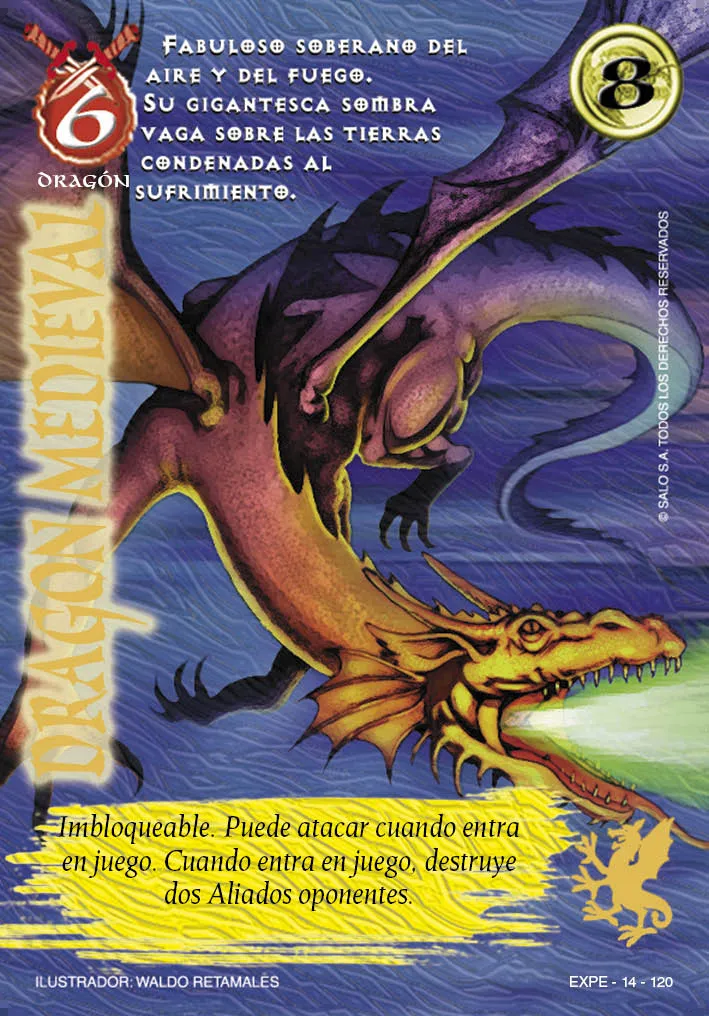 6
8
FABULOSO SOBERANO DEL
AIRE Y DEL FUEGO.
SU GIGANTESCA SOMBRA
VAGA SOBRE LAS TIERRAS
CONDENADAS AL
SUFRIMIENTO.
DRAGÓN
DRAGON MEDIEVAL
© SALO S.A. TODOS LOS DERECHOS RESERVADOS
Imbloqueable. Puede atacar cuando entra
en juego. Cuando entra en juego, destruye
dos Aliados oponentes.
ILUSTRADOR: WALDO RETAMALES
EXPE - 14 - 120